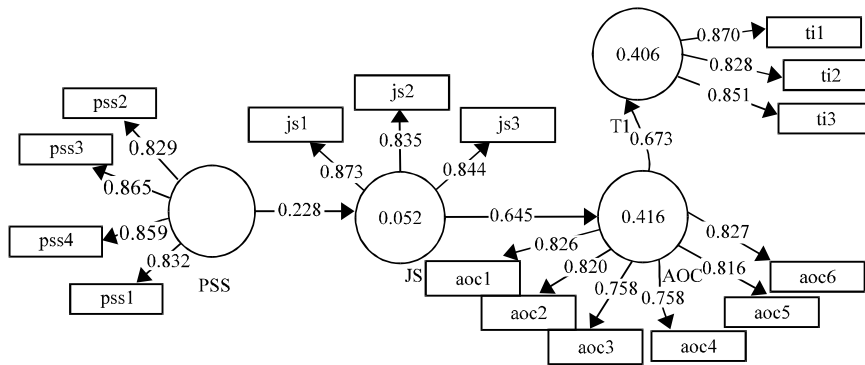 0.870
ti1
0.406
0.828
ti2
0.851
ti3
T1
0.673
pss2
0.829
pss3
0.865
pss4
0.859
0.832
pss1
PSS
0.228
js1
0.873
js2
0.835
js3
0.844
0.052
JS
0.645
0.416
AOC
0.826
aoc1
0.820
aoc2
0.758
aoc3
0.758
aoc4
0.816
aoc5
0.827
aoc6